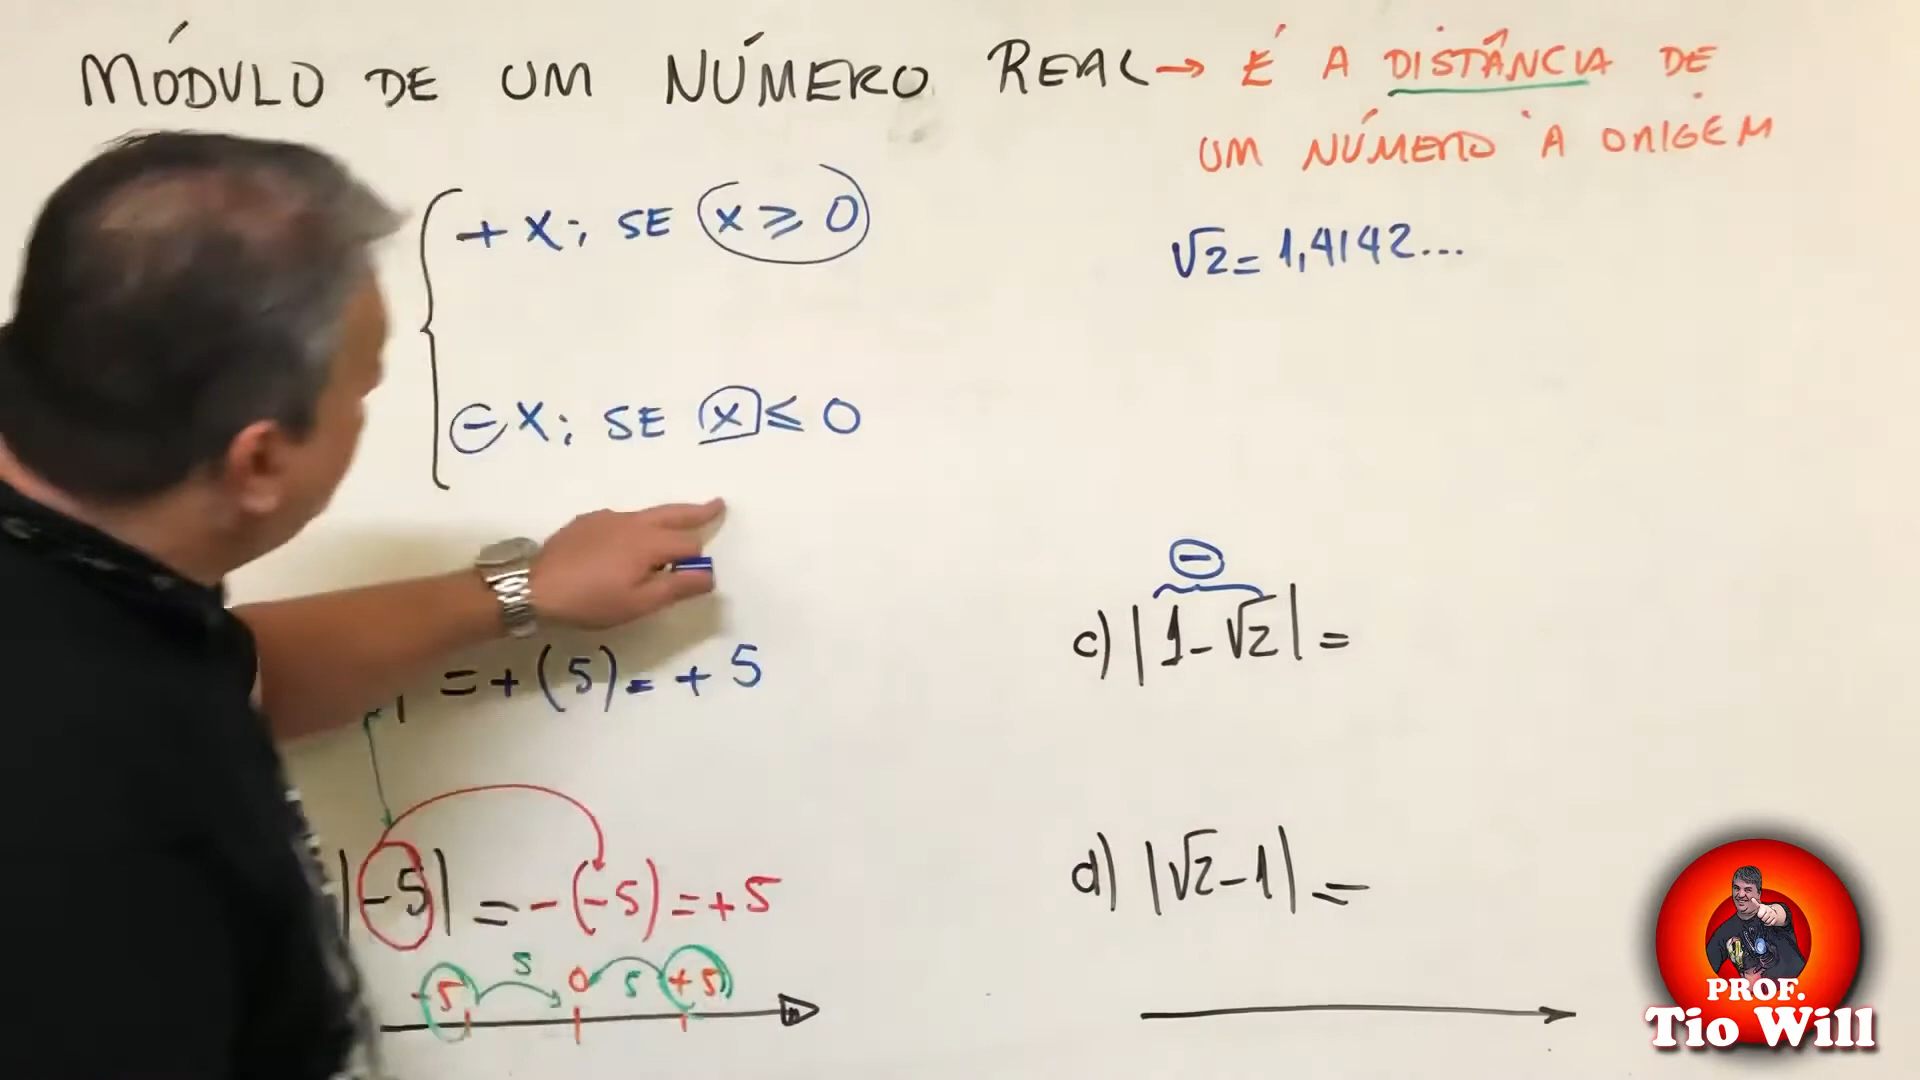 MÓDULO DE UM NÚMERO REAL → É A DISTÂNCIA DE
UM NÚMERO À ORIGEM
+X; SE X ≥ 0
√2 = 1,4142...
-X; SE X ≤ 0
-
= +(5) = +5
c) |1-√2| =
|-5| = -(-5) = +5
d) |√2-1| =
-5 5 0 5 +5
PROF.
Tio Will